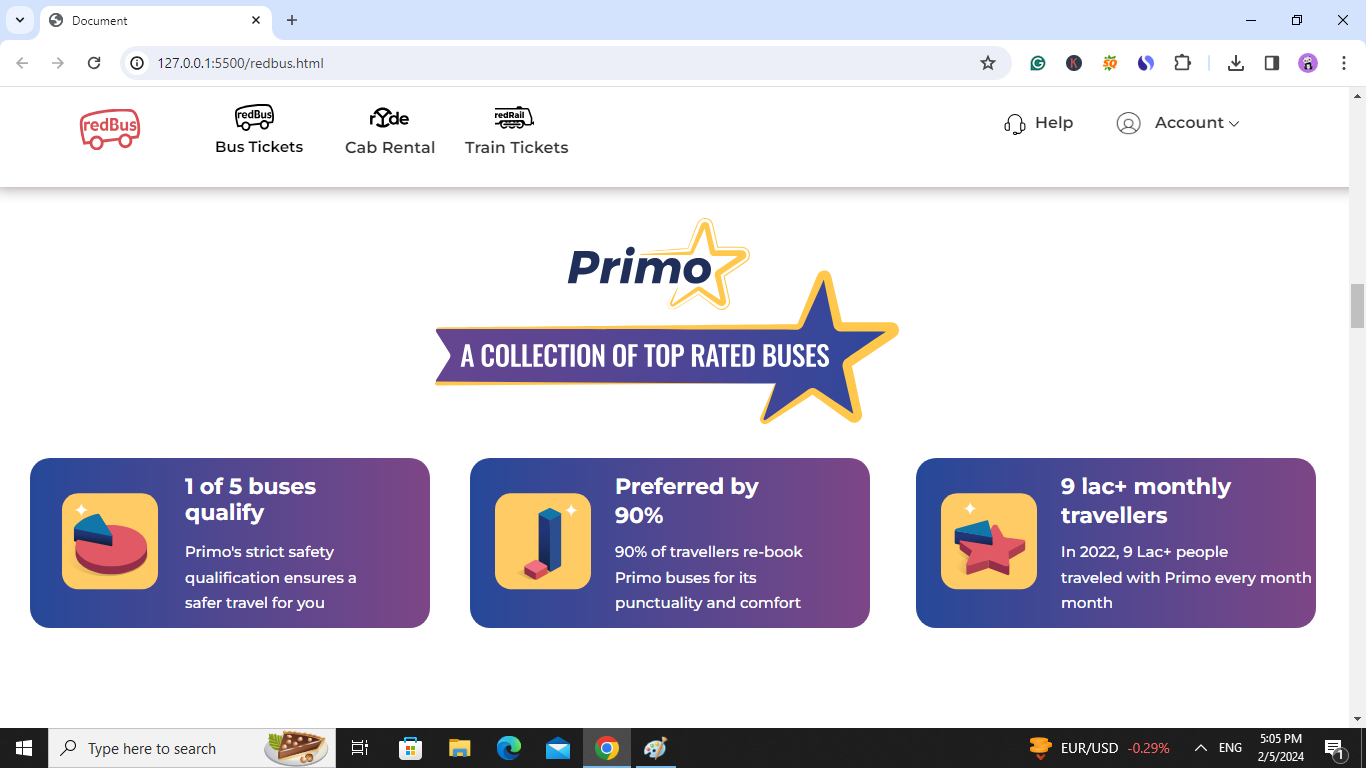 Document
127.0.0.1:5500/redbus.html
redBus
redBus
Bus Tickets
rYde
Cab Rental
redRail
Train Tickets
Help
Account
Primo
A COLLECTION OF TOP RATED BUSES
1 of 5 buses
qualify
Primo's strict safety
qualification ensures a
safer travel for you
Preferred by
90%
90% of travellers re-book
Primo buses for its
punctuality and comfort
9 lac+ monthly
travellers
In 2022, 9 Lac+ people
traveled with Primo every month
month
Type here to search
EUR/USD -0.29%
ENG
5:05 PM
2/5/2024
1